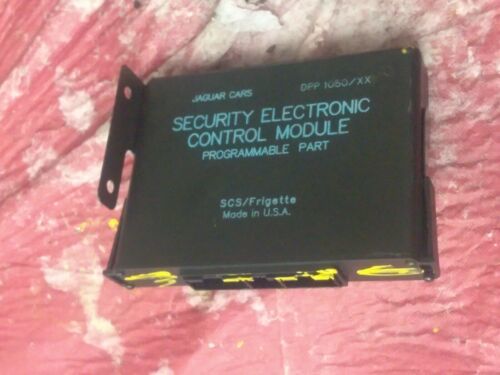 JAGUAR CARS DPP 1060/XX
SECURITY ELECTRONIC
CONTROL MODULE
PROGRAMMABLE PART
SCS/Frigette
Made in U.S.A.